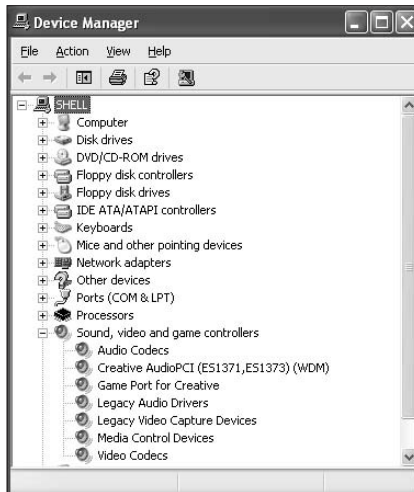 Device Manager
File Action View Help
SHELL
Computer
Disk drives
DVD/CD-ROM drives
Floppy disk controllers
Floppy disk drives
IDE ATA/ATAPI controllers
Keyboards
Mice and other pointing devices
Network adapters
Other devices
Ports (COM & LPT)
Processors
Sound, video and game controllers
Audio Codecs
Creative AudioPCI (ES1371,ES1373) (WDM)
Game Port for Creative
Legacy Audio Drivers
Legacy Video Capture Devices
Media Control Devices
Video Codecs